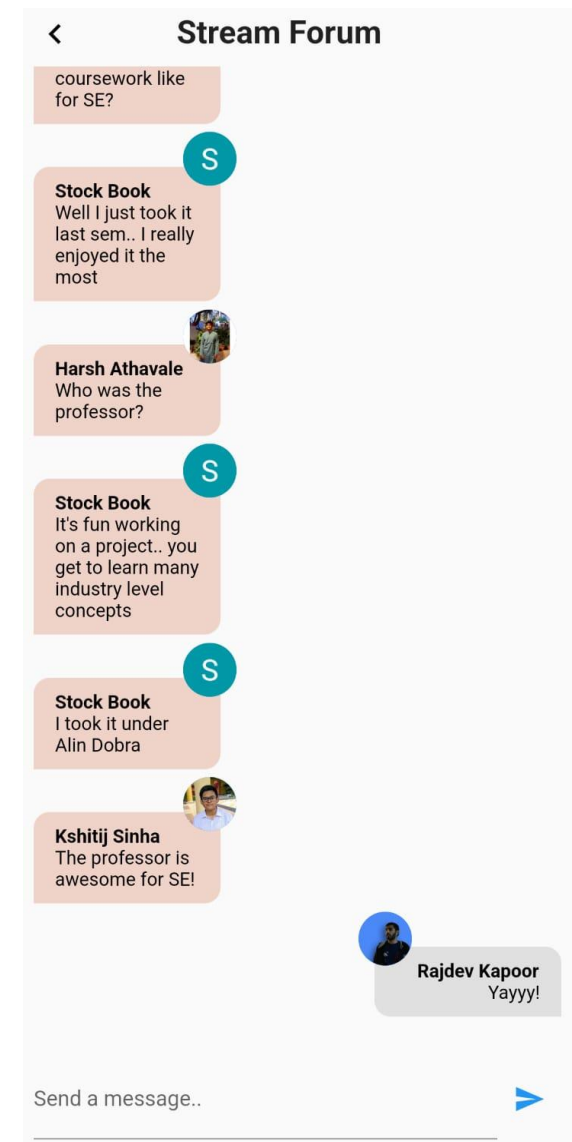 Stream Forum
coursework like
for SE?
S
Stock Book
Well I just took it
last sem.. I really
enjoyed it the
most
Harsh Athavale
Who was the
professor?
S
Stock Book
It's fun working
on a project.. you
get to learn many
industry level
concepts
S
Stock Book
I took it under
Alin Dobra
Kshitij Sinha
The professor is
awesome for SE!
Rajdev Kapoor
Yayyy!
Send a message..